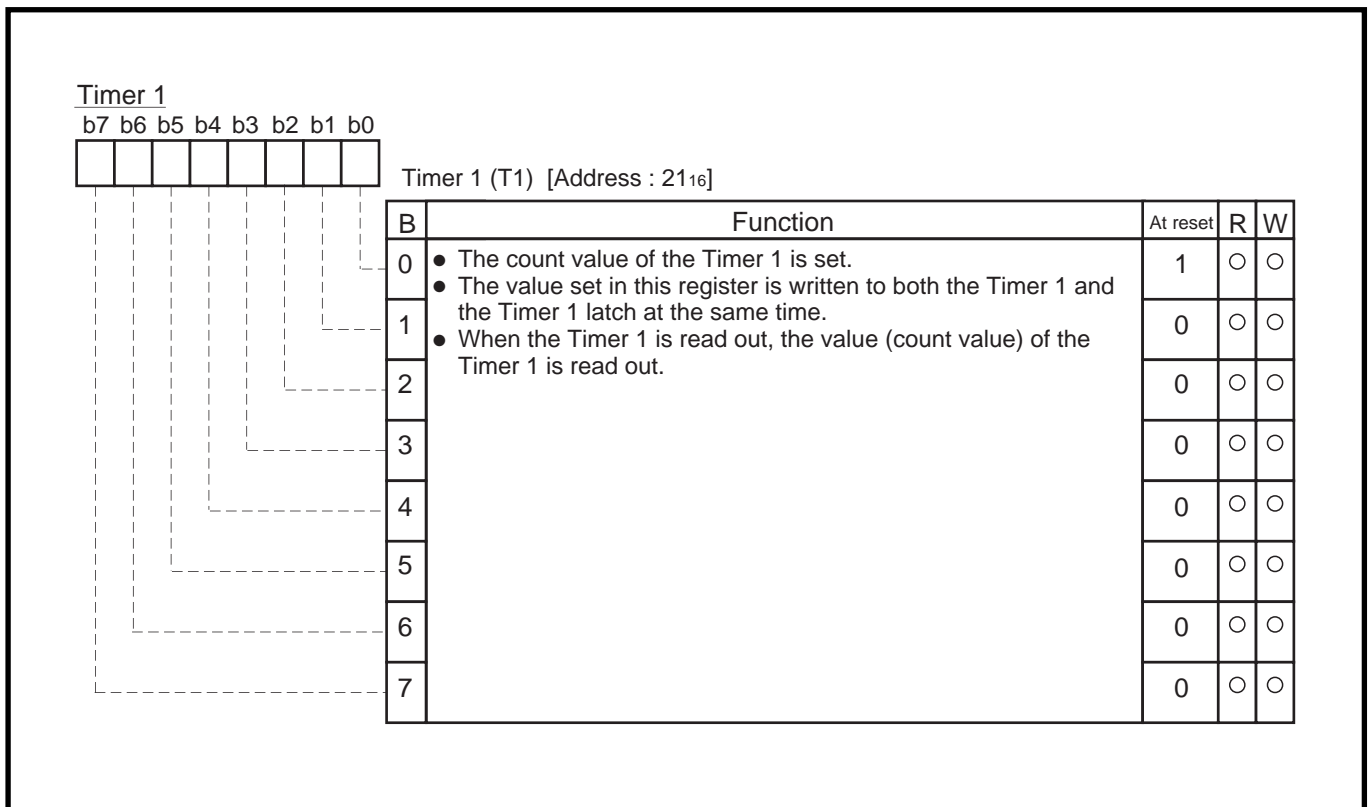 Timer 1
b7 b6 b5 b4 b3 b2 b1 b0
Timer 1 (T1) [Address : 2116]
B Function At reset R W
0 ● The count value of the Timer 1 is set. 1 ○ ○
● The value set in this register is written to both the Timer 1 and
the Timer 1 latch at the same time.
1 0 ○ ○
● When the Timer 1 is read out, the value (count value) of the
Timer 1 is read out.
2 0 ○ ○
3 0 ○ ○
4 0 ○ ○
5 0 ○ ○
6 0 ○ ○
7 0 ○ ○